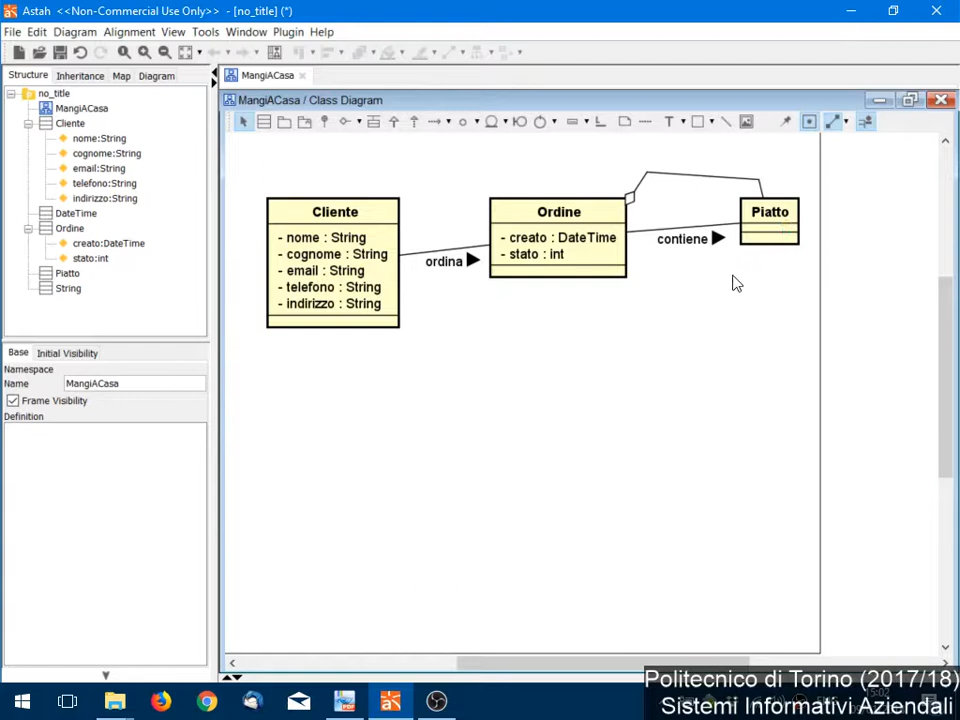 Astah <<Non-Commercial Use Only>> - [no_title] (*)
File Edit Diagram Alignment View Tools Window Plugin Help
Structure Inheritance Map Diagram
no_title
MangiACasa
Cliente
nome:String
cognome:String
email:String
telefono:String
indirizzo:String
DateTime
Ordine
creato:DateTime
stato:int
Piatto
String
Base Initial Visibility
Namespace
Name MangiACasa
Frame Visibility
Definition
MangiACasa
MangiACasa / Class Diagram
Cliente
- nome : String
- cognome : String
- email : String
- telefono : String
- indirizzo : String
ordina
Ordine
- creato : DateTime
- stato : int
contiene
Piatto
Politecnico di Torino (2017/18)
Sistemi Informativi Aziendali
05:02